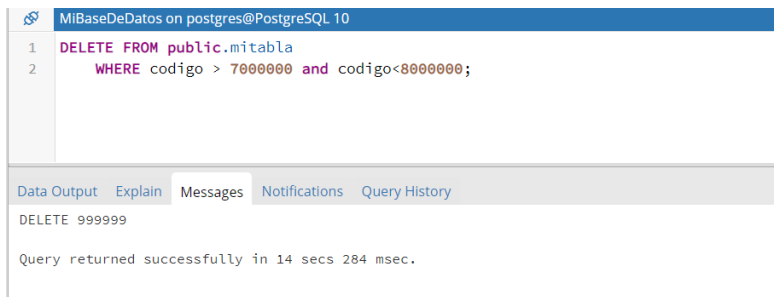 MiBaseDeDatos on postgres@PostgreSQL 10
1 DELETE FROM public.mitabla
2 WHERE codigo > 7000000 and codigo<8000000;
Data Output Explain Messages Notifications Query History
DELETE 999999
Query returned successfully in 14 secs 284 msec.